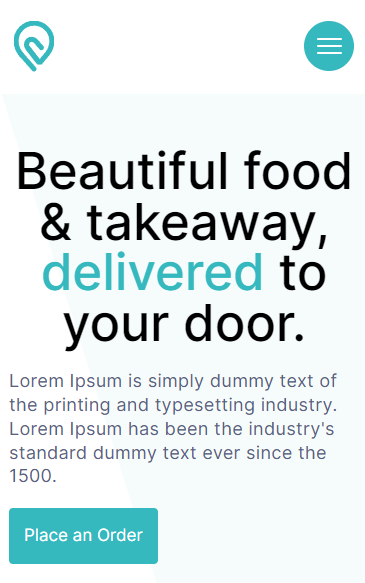 Beautiful food
& takeaway,
delivered to
your door.
Lorem Ipsum is simply dummy text of
the printing and typesetting industry.
Lorem Ipsum has been the industry's
standard dummy text ever since the
1500.
Place an Order